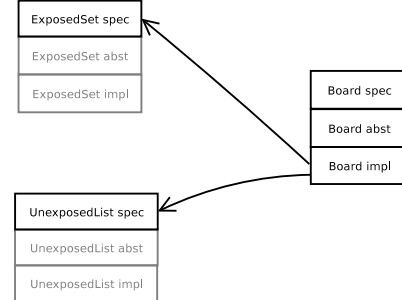 ExposedSet spec
ExposedSet abst
ExposedSet impl
Board spec
Board abst
Board impl
UnexposedList spec
UnexposedList abst
UnexposedList impl